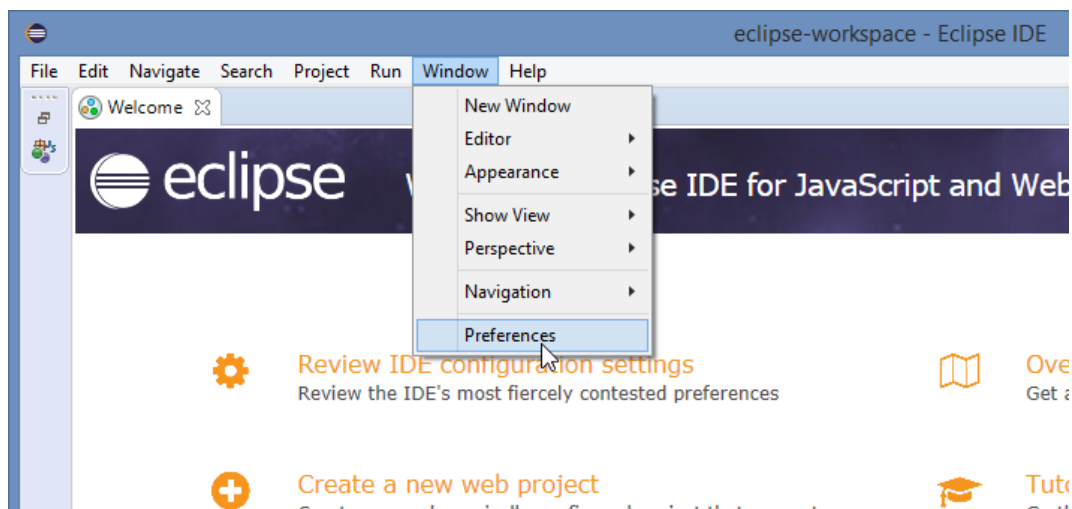 eclipse-workspace - Eclipse IDE
File Edit Navigate Search Project Run Window Help
Welcome
New Window
Editor
Appearance
Show View
Perspective
Navigation
Preferences
eclipse
se IDE for JavaScript and Web
Review IDE configuration settings
Review the IDE's most fiercely contested preferences
Ove
Get a
Create a new web project
Tuto